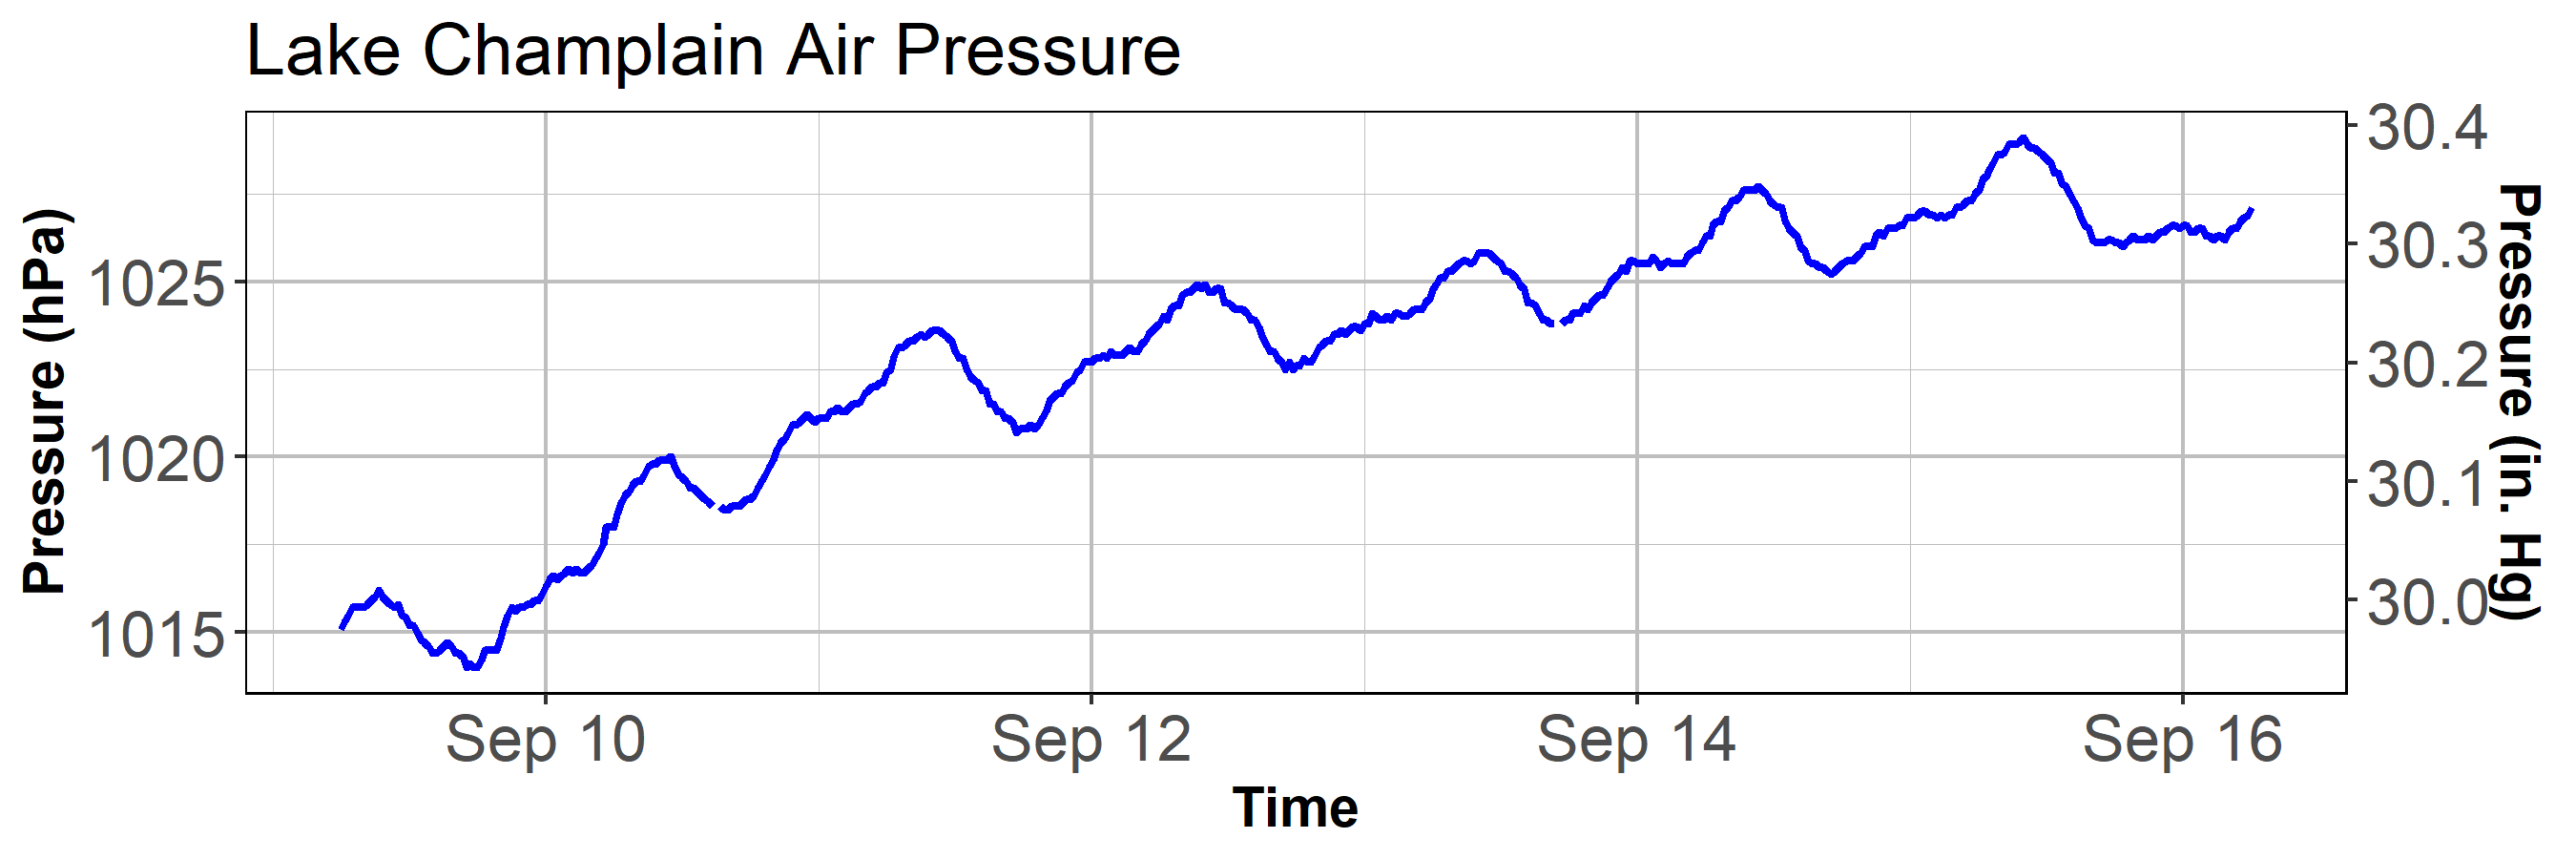 Lake Champlain Air Pressure
Pressure (hPa)
1025
1020
1015
30.4
30.3
30.2
30.1
30.0
Pressure (in. Hg)
Sep 10
Sep 12
Sep 14
Sep 16
Time